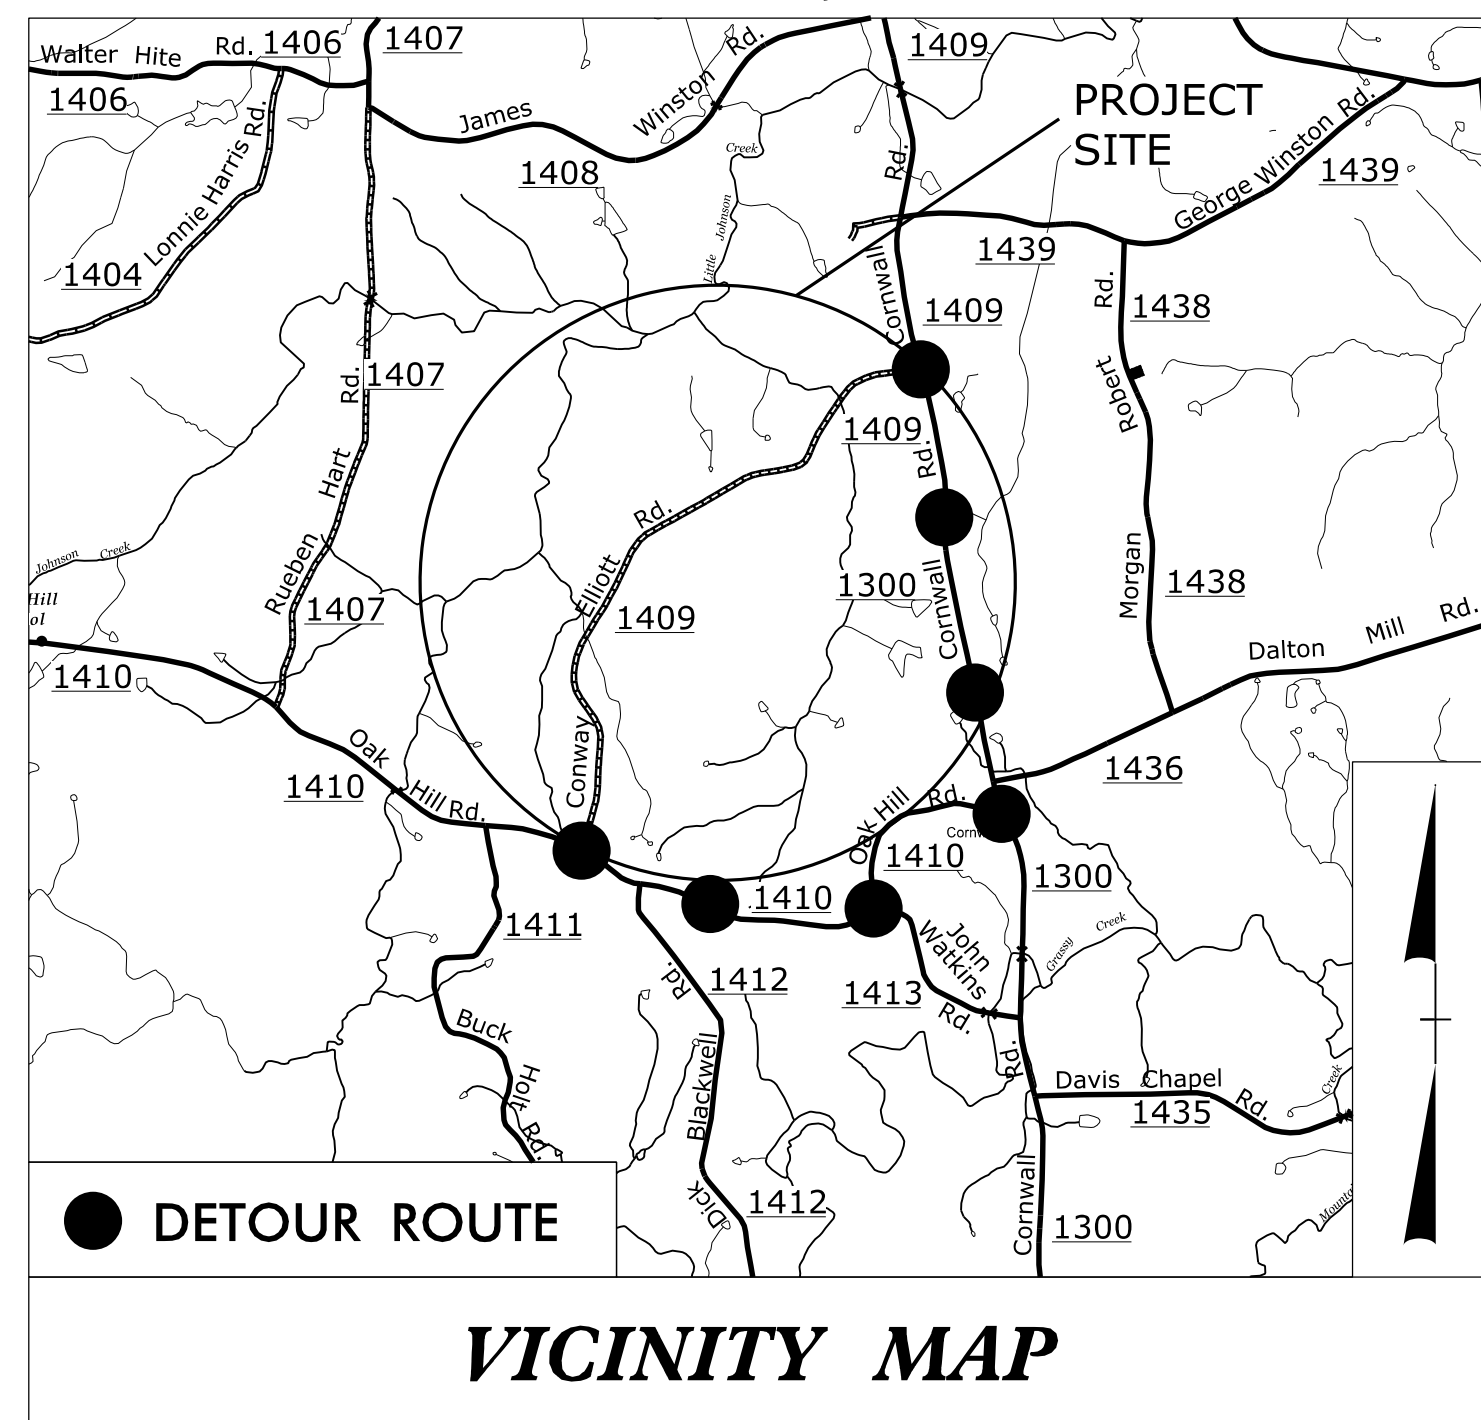 Walter Hite Rd. 1406
1407
1409
1406
James Winston Rd.
PROJECT
SITE
1408
Creek
Rd.
George Winston Rd.
1439
Lonnie Harris Rd.
1404
Little Johnson
1439
Cornwall
Rd.
1438
1409
Rd.
1407
Robert
1409
Rd.
Hart
Rd.
Johnson Creek
Rueben
Elliott
1300
Cornwall
Morgan
1438
Hill
ol
1407
1409
Dalton Mill Rd.
1410
Oak
Conway
1436
1410
Hill Rd.
Oak Hill Rd.
Cornw
1410
1300
1410
1411
John
Watkins
Grassy Creek
Rd.
1412
1413
Rd.
Buck
Blackwell
Rd.
Davis Chapel Rd.
Creek
1435
Holt
Rd.
Dick
1412
Cornwall
1300
Mounta
DETOUR ROUTE
VICINITY MAP